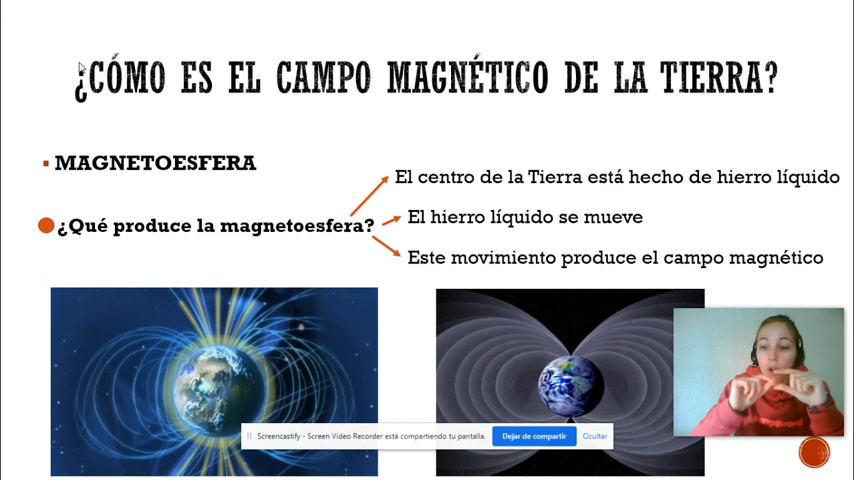 ¿CÓMO ES EL CAMPO MAGNÉTICO DE LA TIERRA?
MAGNETOESFERA
¿Qué produce la magnetoesfera?
El centro de la Tierra está hecho de hierro líquido
El hierro líquido se mueve
Este movimiento produce el campo magnético
Screencastify - Screen Video Recorder está compartiendo tu pantalla.
Dejar de compartir
Ocultar